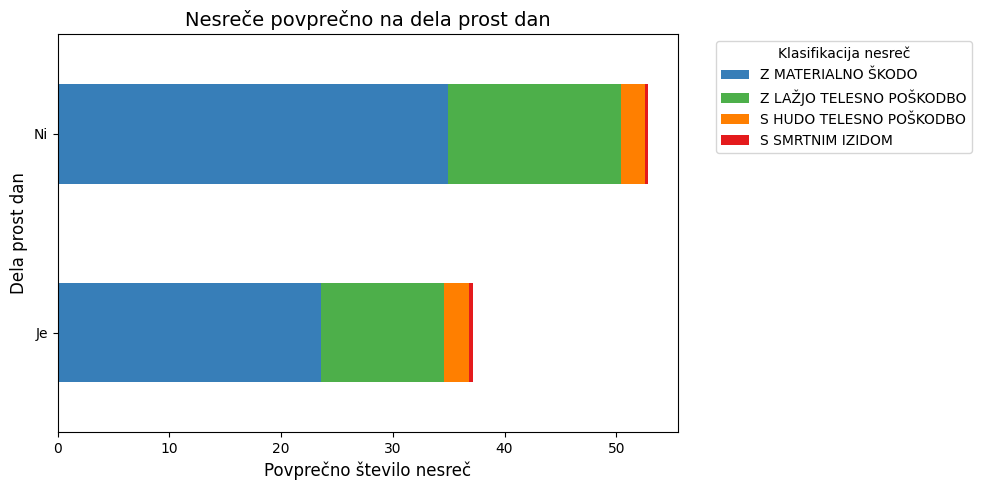 Nesreče povprečno na dela prost dan
Dela prost dan
Ni
Je
0 10 20 30 40 50
Povprečno število nesreč
Klasifikacija nesreč
Z MATERIALNO ŠKODO
Z LAŽJO TELESNO POŠKODBO
S HUDO TELESNO POŠKODBO
S SMRTNIM IZIDOM